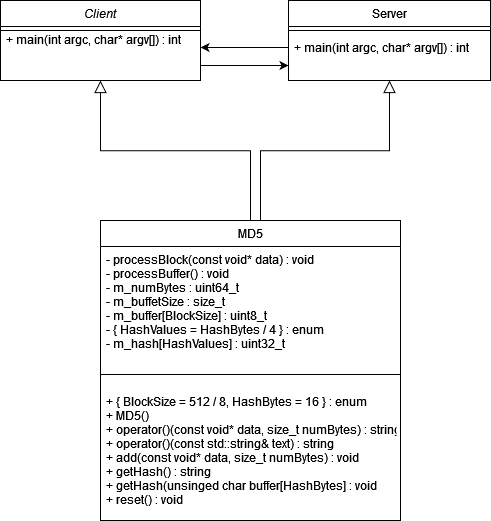 Client
+ main(int argc, char* argv[]) : int
Server
+ main(int argc, char* argv[]) : int
MD5
- processBlock(const void* data) : void
- processBuffer() : void
- m_numBytes : uint64_t
- m_buffetSize : size_t
- m_buffer[BlockSize] : uint8_t
- { HashValues = HashBytes / 4 } : enum
- m_hash[HashValues] : uint32_t
+ { BlockSize = 512 / 8, HashBytes = 16 } : enum
+ MD5()
+ operator()(const void* data, size_t numBytes) : string
+ operator()(const std::string& text) : string
+ add(const void* data, size_t numBytes) : void
+ getHash() : string
+ getHash(unsinged char buffer[HashBytes] : void
+ reset() : void